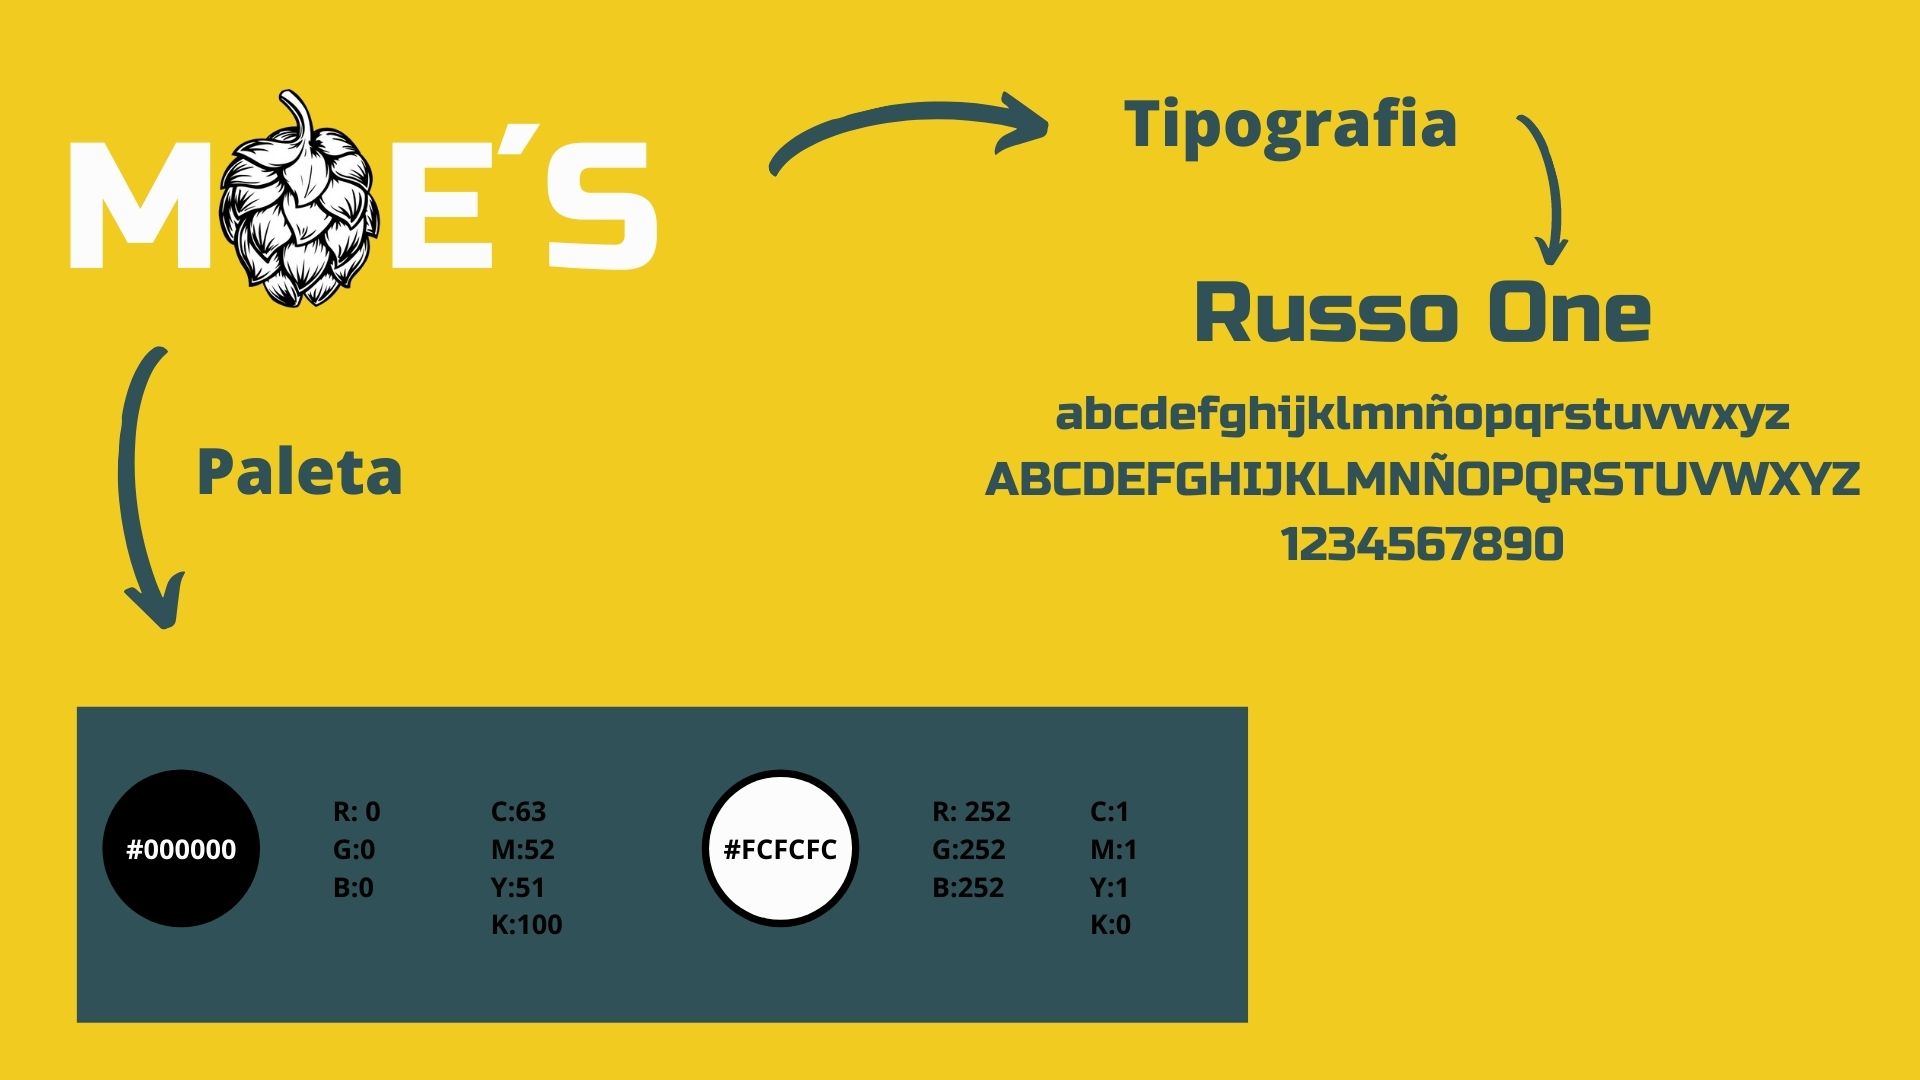 MOE´S
Tipografia
Russo One
abcdefghijklmnñopqrstuvwxyz
ABCDEFGHIJKLMNÑOPQRSTUVWXYZ
1234567890
Paleta
#000000
R: 0
G:0
B:0
C:63
M:52
Y:51
K:100
#FCFCFC
R: 252
G:252
B:252
C:1
M:1
Y:1
K:0